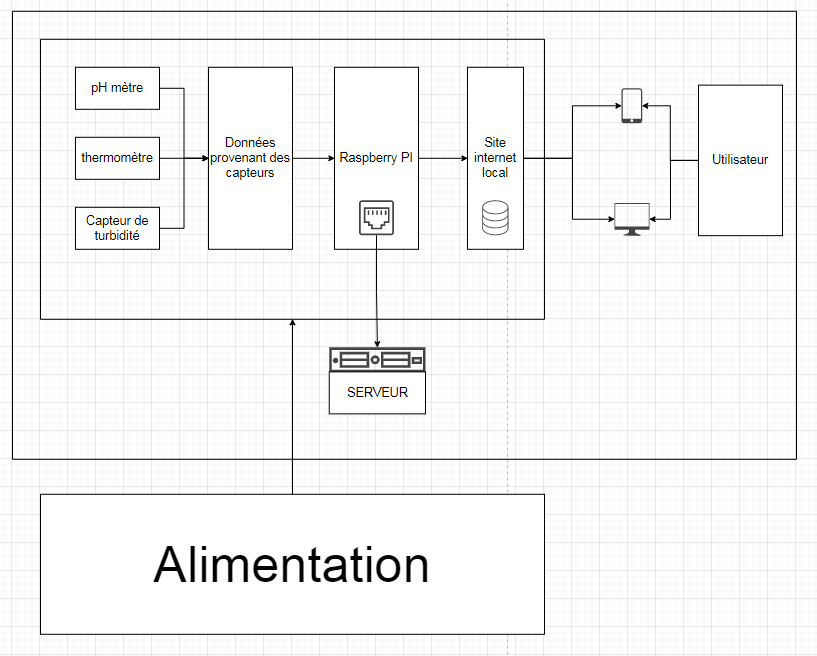 pH mètre
thermomètre
Capteur de
turbidité
Données
provenant des
capteurs
Raspberry PI
Site
internet
local
Utilisateur
SERVEUR
Alimentation